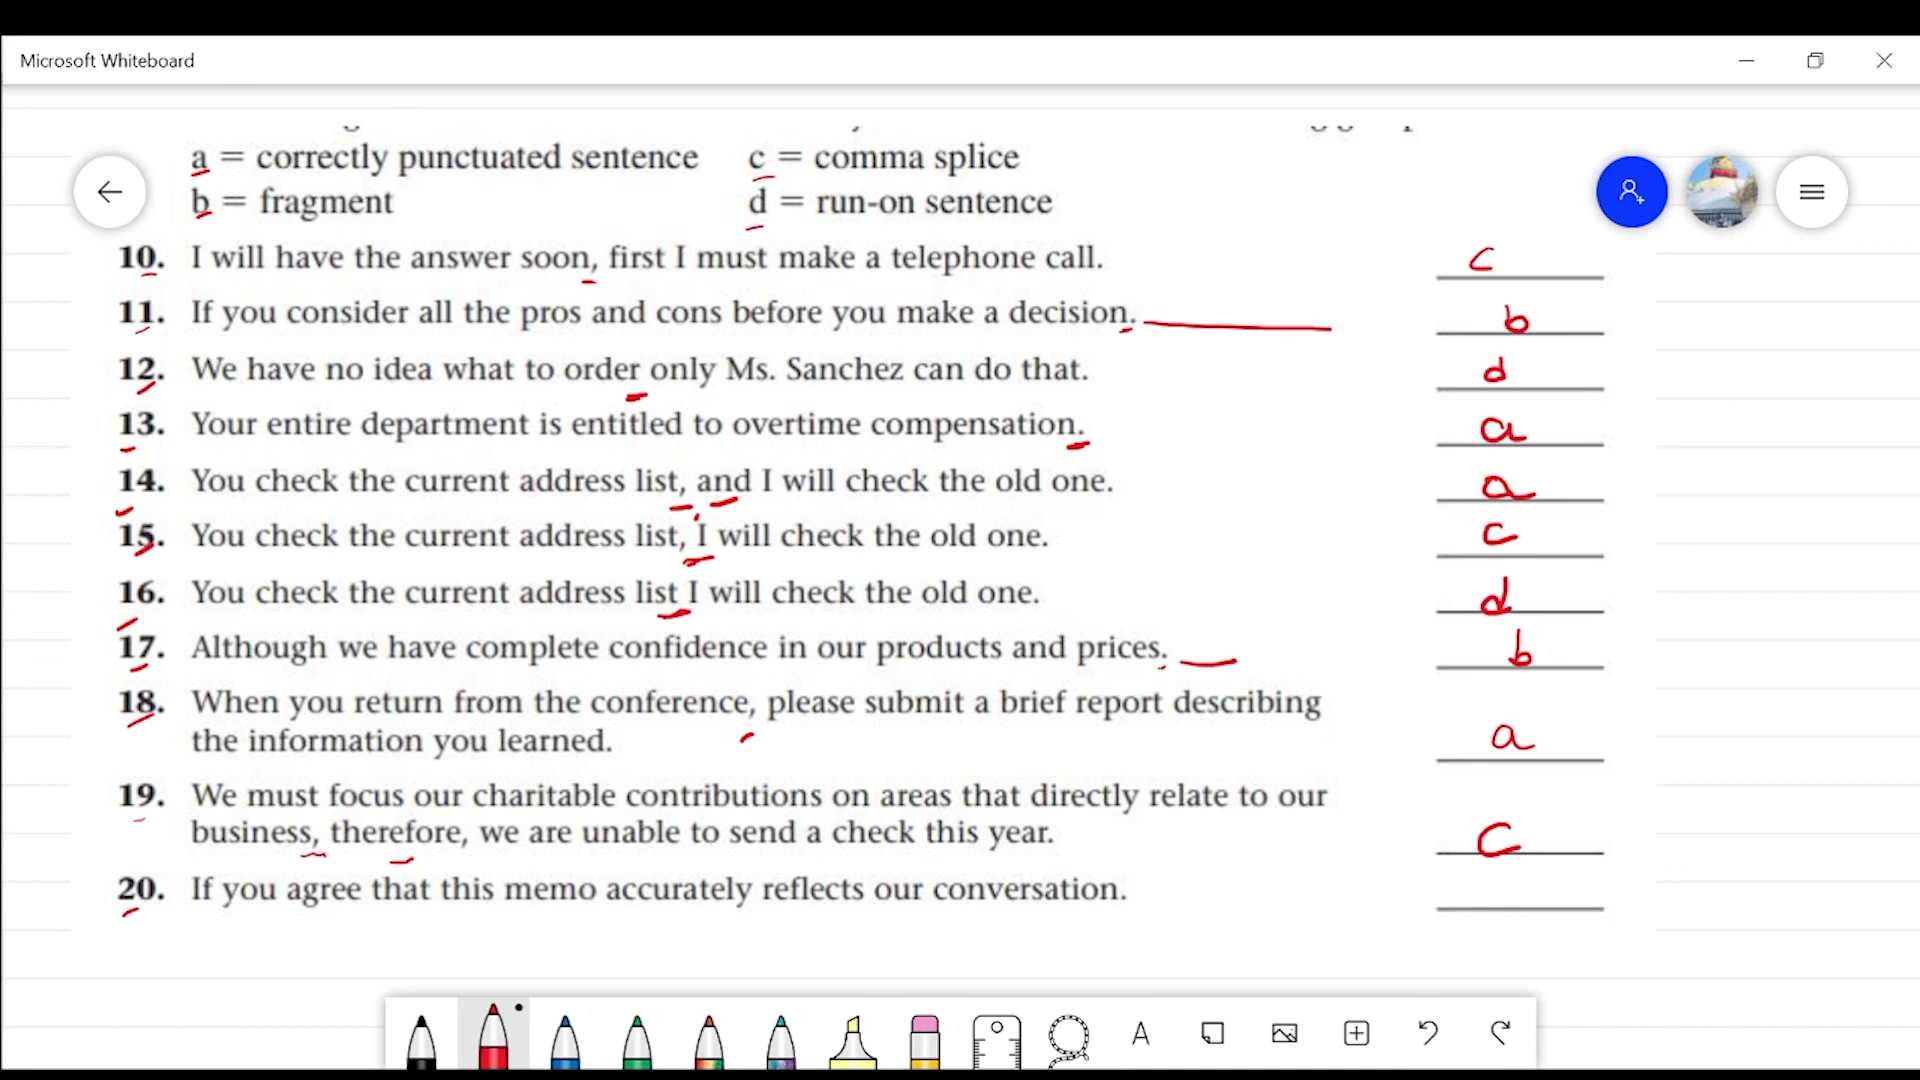 Microsoft Whiteboard
a = correctly punctuated sentence c = comma splice
b = fragment d = run-on sentence
10. I will have the answer soon, first I must make a telephone call. c
11. If you consider all the pros and cons before you make a decision. b
12. We have no idea what to order only Ms. Sanchez can do that. d
13. Your entire department is entitled to overtime compensation. a
14. You check the current address list, and I will check the old one. a
15. You check the current address list, I will check the old one. c
16. You check the current address list I will check the old one. d
17. Although we have complete confidence in our products and prices. b
18. When you return from the conference, please submit a brief report describing
the information you learned. a
19. We must focus our charitable contributions on areas that directly relate to our
business, therefore, we are unable to send a check this year. c
20. If you agree that this memo accurately reflects our conversation.
A